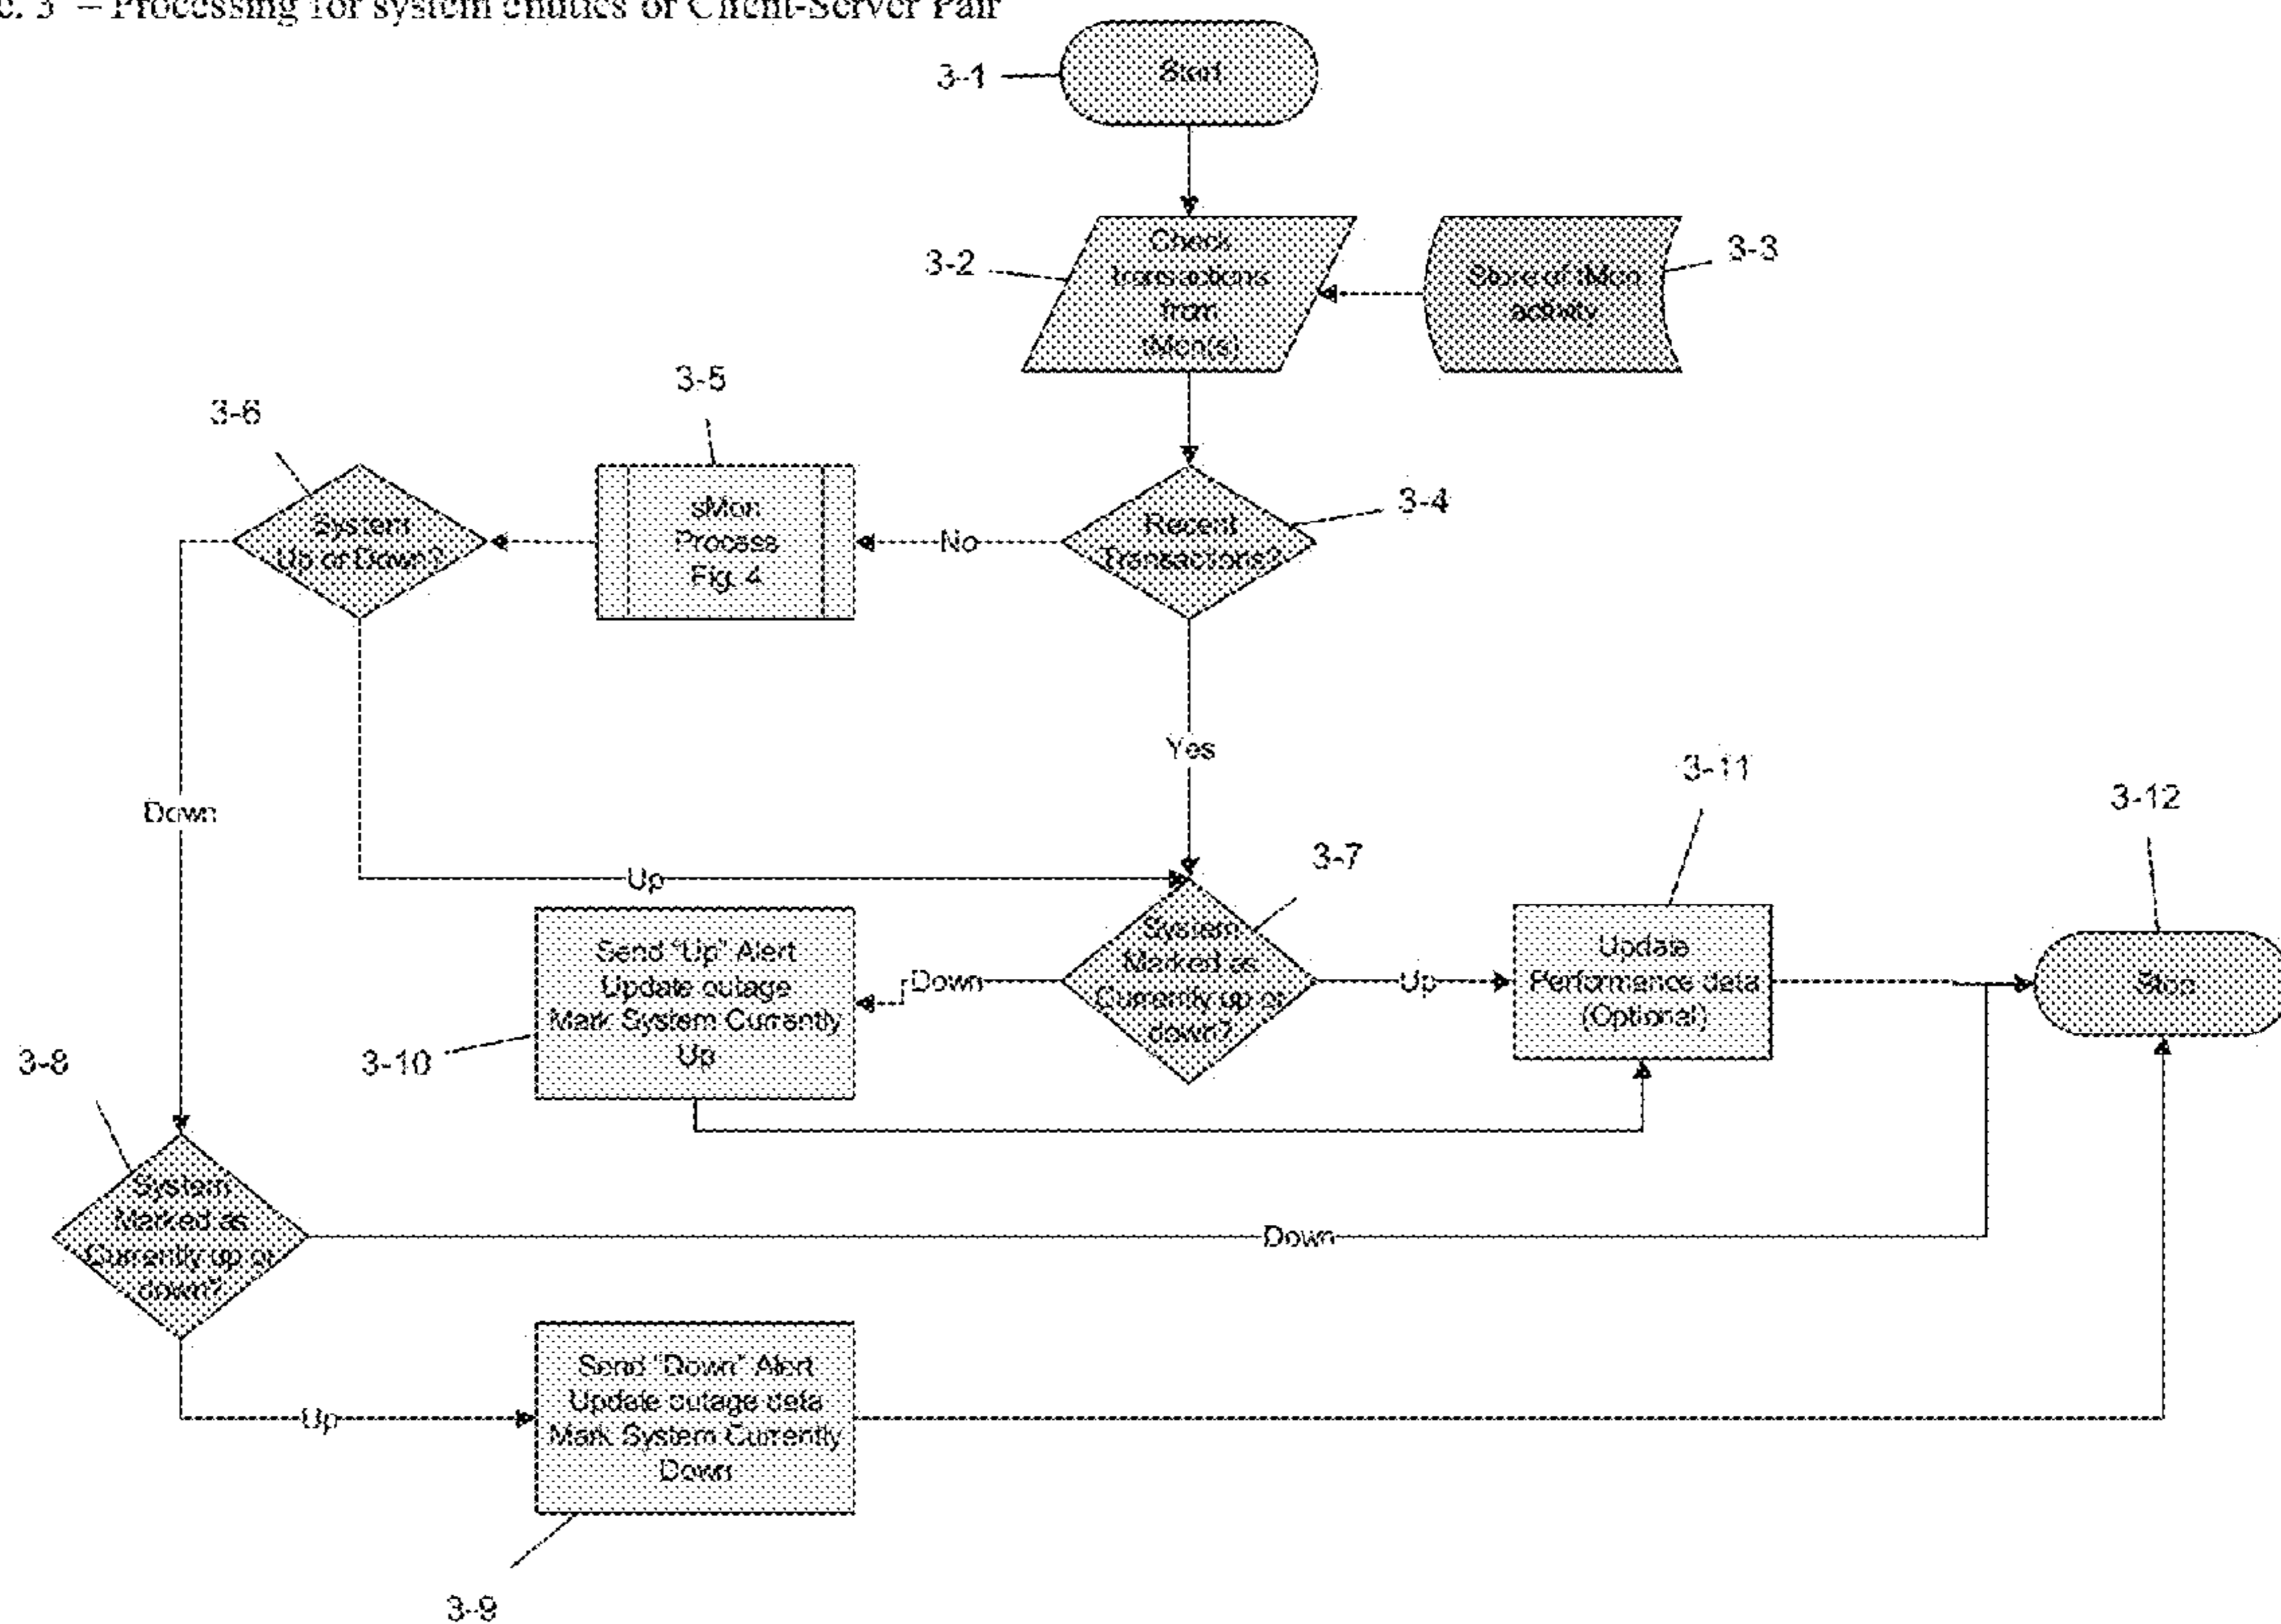 3 – Processing for system entities or Client-Server Pair
3-1
Start
3-2
Check
transactions
from
tMon(s)
Store of tMon
activity
3-3
3-5
3-6
System
Up or Down?
sMon
Process
Fig. 4
No
Recent
Transactions?
3-4
Yes
Down
Up
3-7
3-11
3-12
Send "Up" Alert
Update outage
Mark System Currently
Up
3-10
Down
System
Marked as
Currently up or
down?
Up
Update
Performance data
(Optional)
Stop
3-8
System
Marked as
Currently up or
down?
Down
Up
Send "Down" Alert
Update outage data
Mark System Currently
Down
3-9